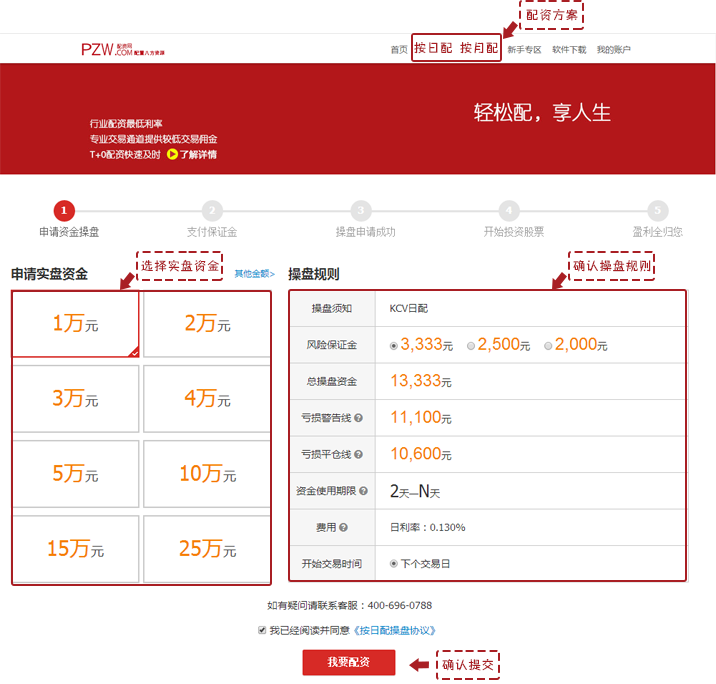 配资方案
PZW.COM 配资网 配置八方资源
首页 按日配 按月配 新手专区 软件下载 我的账户
轻松配，享人生
行业配资最低利率
专业交易通道提供较低交易佣金
T+0配资快速及时 了解详情
1 2 3 4 5
申请资金操盘 支付保证金 操盘申请成功 开始投资股票 盈利全归您
申请实盘资金 选择实盘资金 其他金额>
1万元 2万元
3万元 4万元
5万元 10万元
15万元 25万元
操盘规则 确认操盘规则
操盘须知 KCV日配
风险保证金 3,333元 2,500元 2,000元
总操盘资金 13,333元
亏损警告线 ? 11,100元
亏损平仓线 ? 10,600元
资金使用期限 ? 2天—N天
费用 ? 日利率：0.130%
开始交易时间 下个交易日
如有疑问请联系客服：400-696-0788
我已经阅读并同意《按日配操盘协议》
我要配资 确认提交